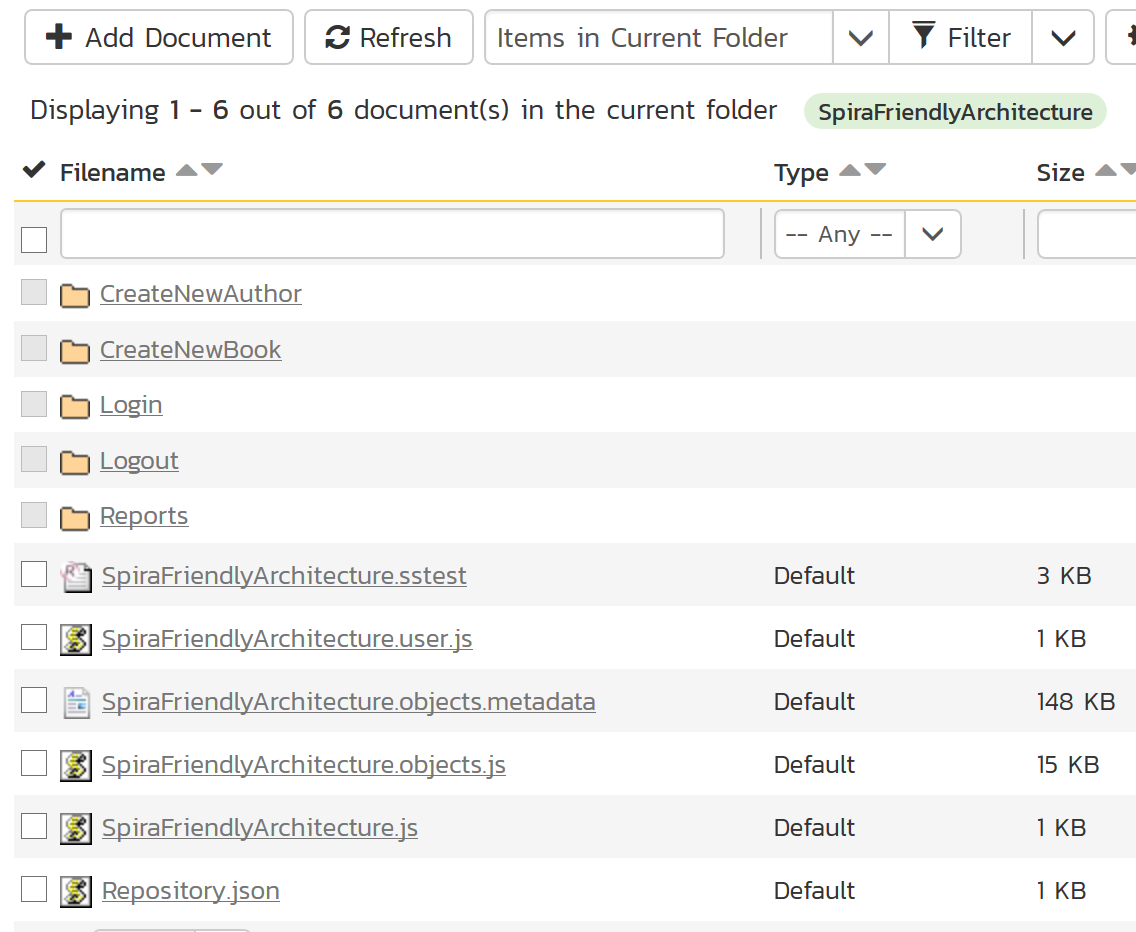 Add Document Refresh Items in Current Folder Filter
Displaying 1 - 6 out of 6 document(s) in the current folder SpiraFriendlyArchitecture
Filename Type Size
-- Any --
CreateNewAuthor
CreateNewBook
Login
Logout
Reports
SpiraFriendlyArchitecture.sstest Default 3 KB
SpiraFriendlyArchitecture.user.js Default 1 KB
SpiraFriendlyArchitecture.objects.metadata Default 148 KB
SpiraFriendlyArchitecture.objects.js Default 15 KB
SpiraFriendlyArchitecture.js Default 1 KB
Repository.json Default 1 KB